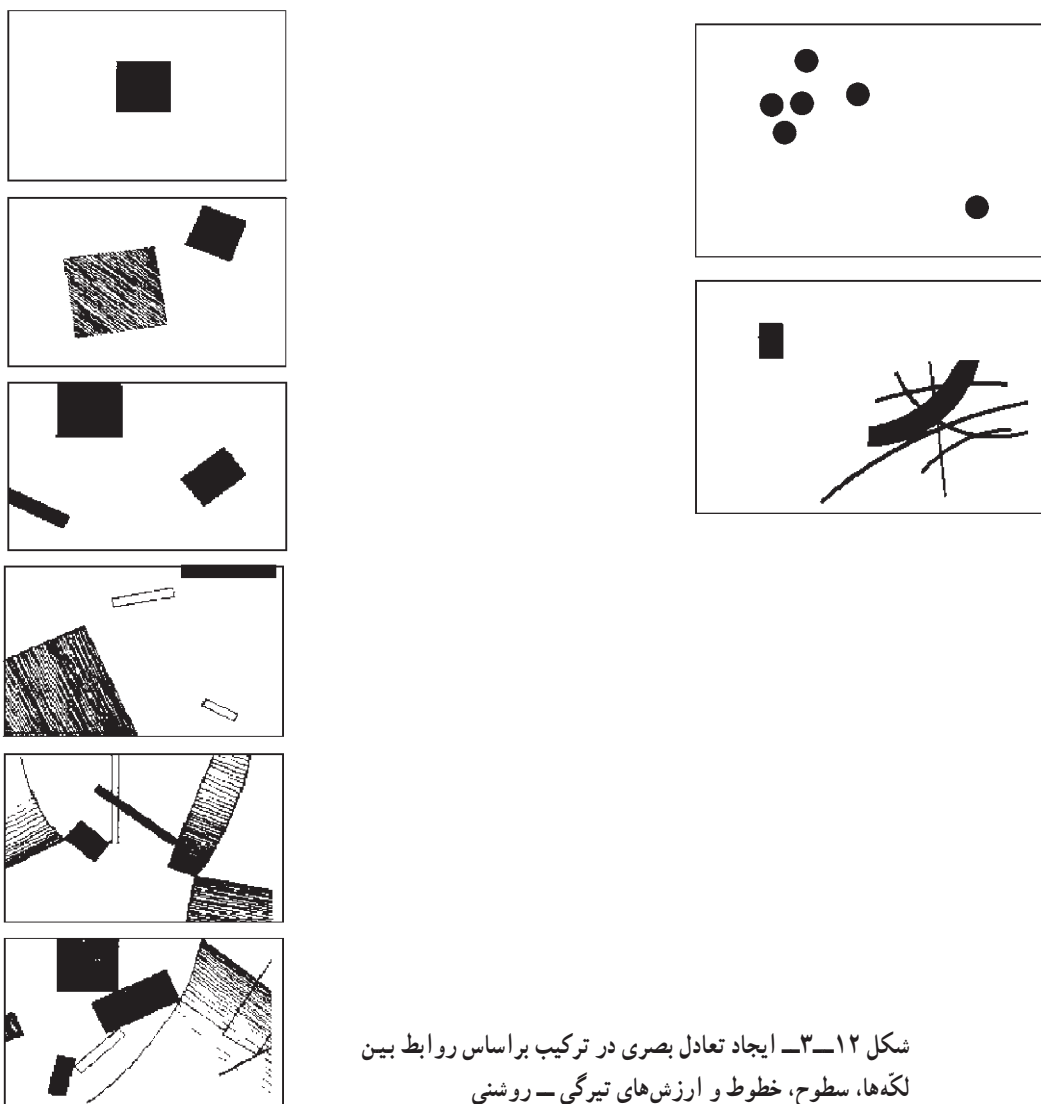 شکل ۱۲ــ۳ــ ایجاد تعادل بصری در ترکیب براساس روابط بین
لکّه‌ها، سطوح، خطوط و ارزش‌های تیرگی ــ روشنی